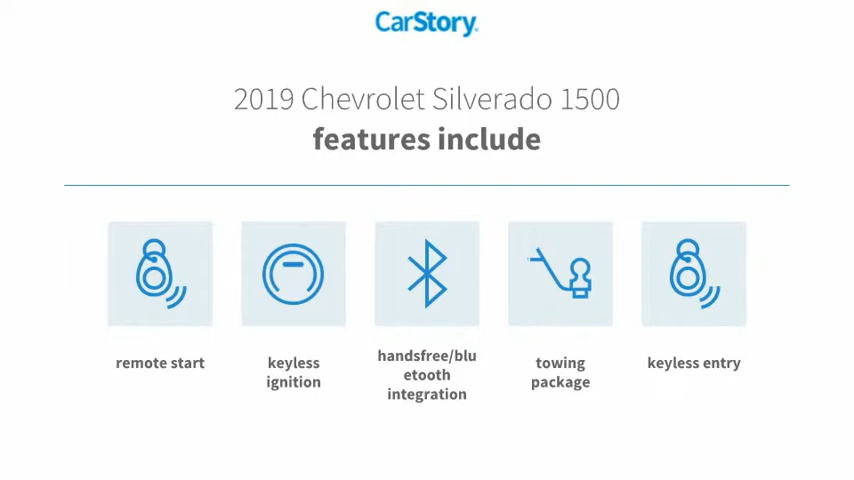 CarStory.
2019 Chevrolet Silverado 1500
features include
remote start
keyless
ignition
handsfree/blu
etooth
integration
towing
package
keyless entry